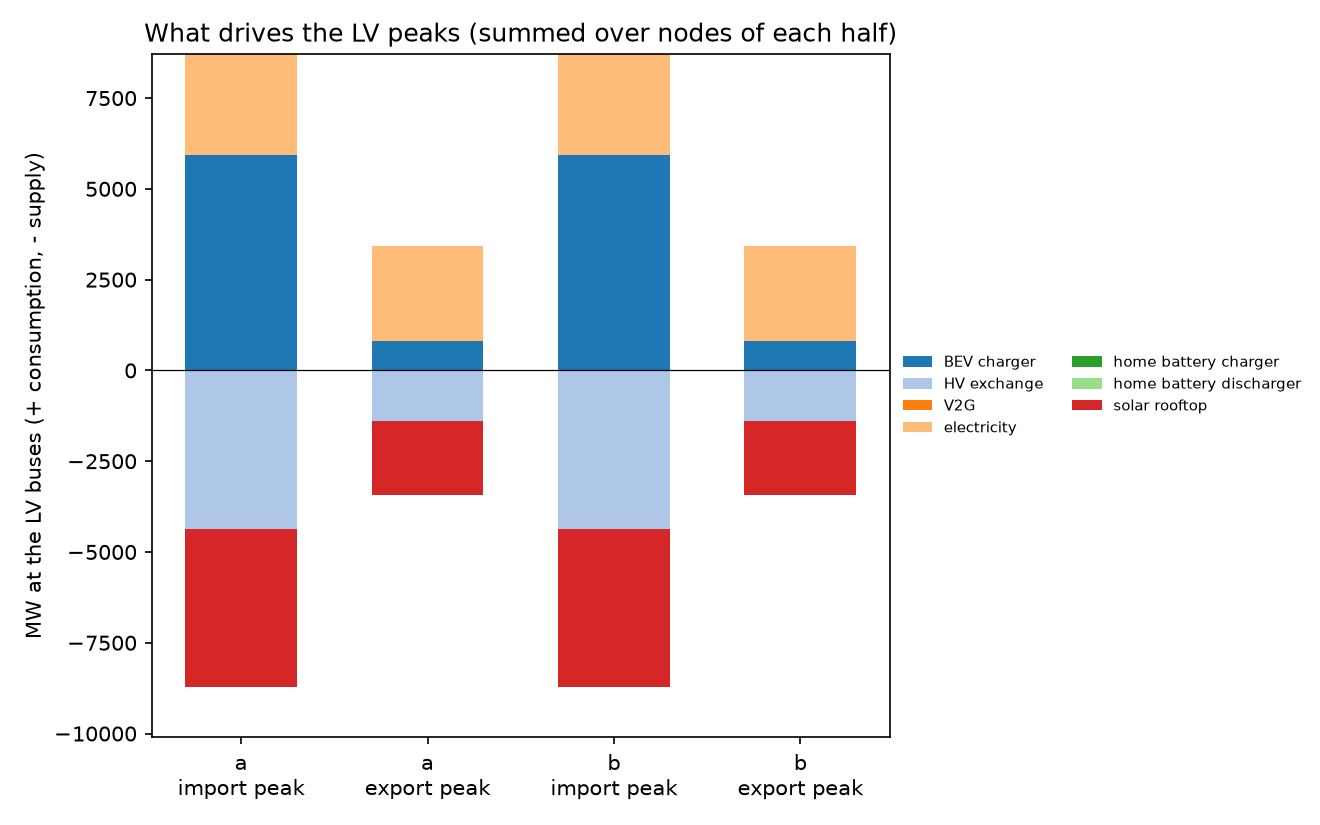 What drives the LV peaks (summed over nodes of each half)
MW at the LV buses (+ consumption, - supply)
7500
5000
2500
0
−2500
−5000
−7500
−10000
a
import peak
a
export peak
b
import peak
b
export peak
BEV charger
HV exchange
V2G
electricity
home battery charger
home battery discharger
solar rooftop